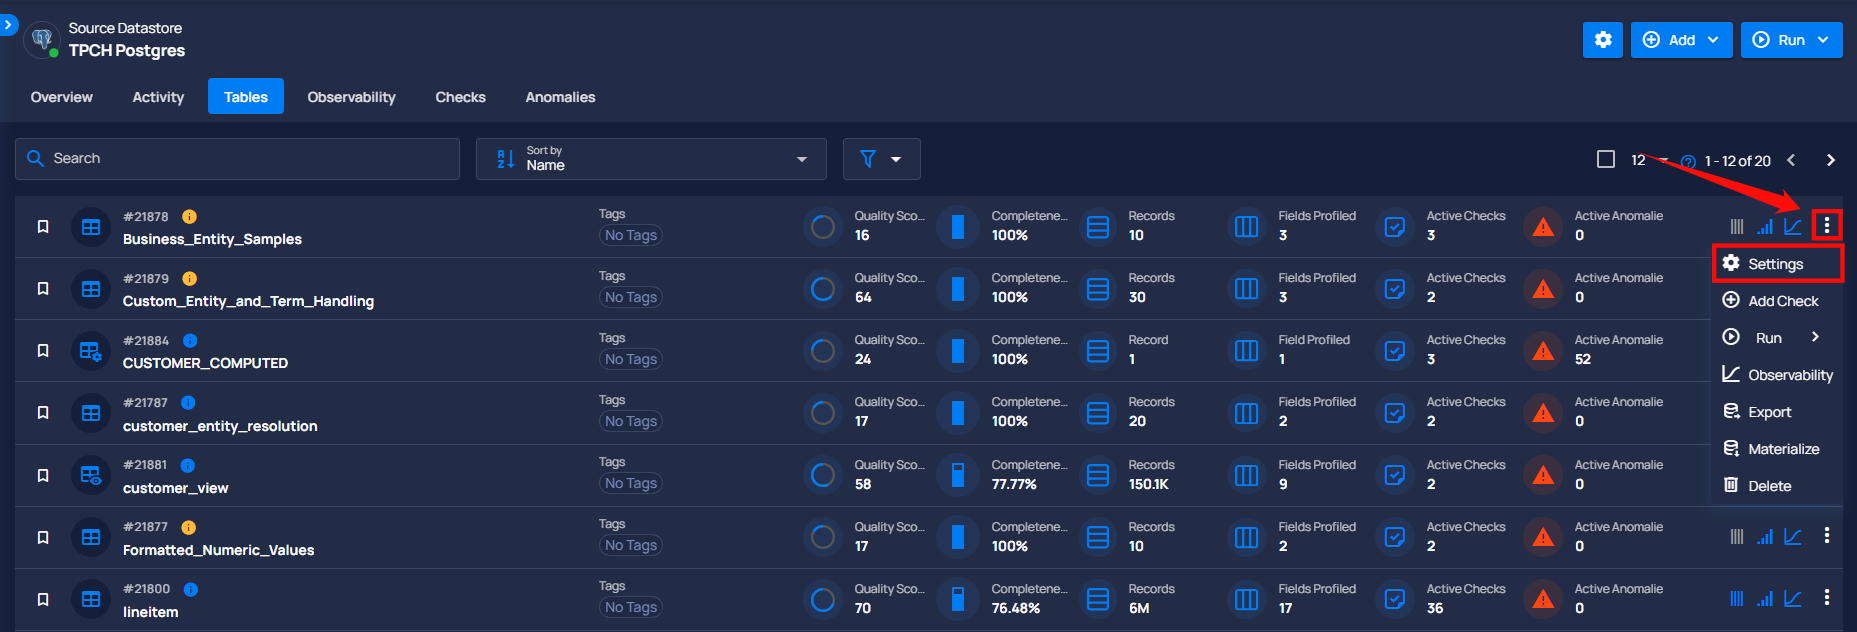 Source Datastore
TPCH Postgres
Add
Run
Overview
Activity
Tables
Observability
Checks
Anomalies
Search
Sort by
Name
12
1 - 12 of 20
#21878
Business_Entity_Samples
Tags
No Tags
Quality Sco...
16
Completene...
100%
Records
10
Fields Profiled
3
Active Checks
3
Active Anomalie
0
Settings
Add Check
Run
Observability
Export
Materialize
Delete
#21879
Custom_Entity_and_Term_Handling
Tags
No Tags
Quality Sco...
64
Completene...
100%
Records
30
Fields Profiled
3
Active Checks
2
Active Anomalie
0
#21884
CUSTOMER_COMPUTED
Tags
No Tags
Quality Sco...
24
Completene...
100%
Record
1
Field Profiled
1
Active Checks
3
Active Anomalie
52
#21787
customer_entity_resolution
Tags
No Tags
Quality Sco...
17
Completene...
100%
Records
20
Fields Profiled
2
Active Checks
2
Active Anomalie
0
#21881
customer_view
Tags
No Tags
Quality Sco...
58
Completene...
77.77%
Records
150.1K
Fields Profiled
9
Active Checks
2
Active Anomalie
0
#21877
Formatted_Numeric_Values
Tags
No Tags
Quality Sco...
17
Completene...
100%
Records
10
Fields Profiled
2
Active Checks
2
Active Anomalie
0
#21800
lineitem
Tags
No Tags
Quality Sco...
70
Completene...
76.48%
Records
6M
Fields Profiled
17
Active Checks
36
Active Anomalie
0